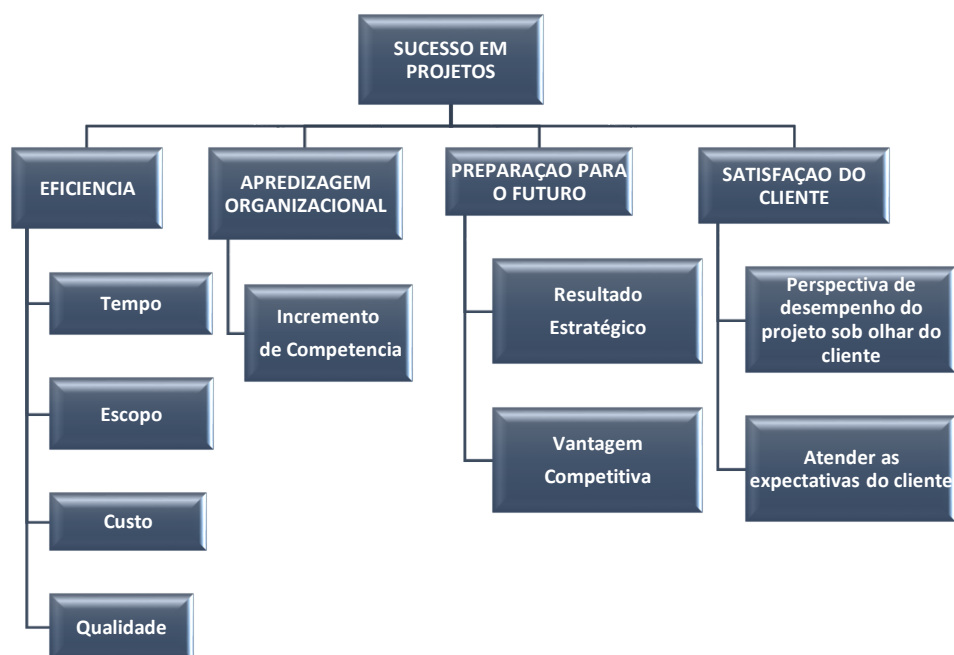 SUCESSO EM
PROJETOS
EFICIENCIA
APREDIZAGEM
ORGANIZACIONAL
PREPARAÇAO PARA
O FUTURO
SATISFAÇAO DO
CLIENTE
Tempo
Escopo
Custo
Qualidade
Incremento
de Competencia
Resultado
Estratégico
Vantagem
Competitiva
Perspectiva de
desempenho do
projeto sob olhar do
cliente
Atender as
expectativas do cliente